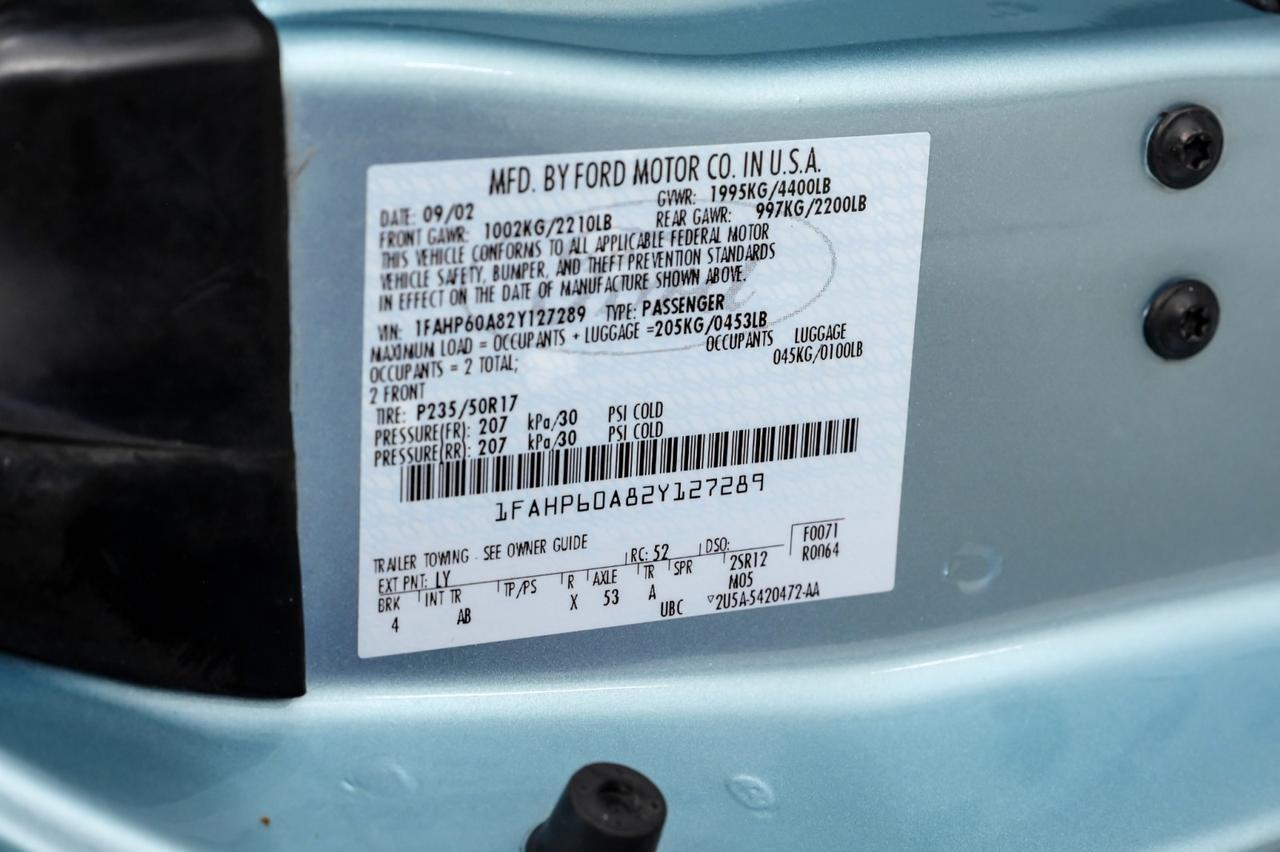 MFD. BY FORD MOTOR CO. IN U.S.A.
DATE: 09/02 GVWR: 1995KG/4400LB
FRONT GAWR: 1002KG/2210LB REAR GAWR: 997KG/2200LB
THIS VEHICLE CONFORMS TO ALL APPLICABLE FEDERAL MOTOR
VEHICLE SAFETY, BUMPER, AND THEFT PREVENTION STANDARDS
IN EFFECT ON THE DATE OF MANUFACTURE SHOWN ABOVE.
VIN: 1FAHP60A82Y127289 TYPE: PASSENGER
MAXIMUM LOAD = OCCUPANTS + LUGGAGE =205KG/0453LB
OCCUPANTS = 2 TOTAL; OCCUPANTS LUGGAGE
2 FRONT 045KG/0100LB
TIRE: P235/50R17
PRESSURE(FR): 207 kPa/30 PSI COLD
PRESSURE(RR): 207 kPa/30 PSI COLD
1FAHP60A82Y127289
TRAILER TOWING - SEE OWNER GUIDE
EXT PNT: LY RC: 52 DSO: F0071
BRK INT TR TP/PS R AXLE TR SPR 2SR12 R0064
4 AB X 53 A M05
UBC ▽2U5A-5420472-AA